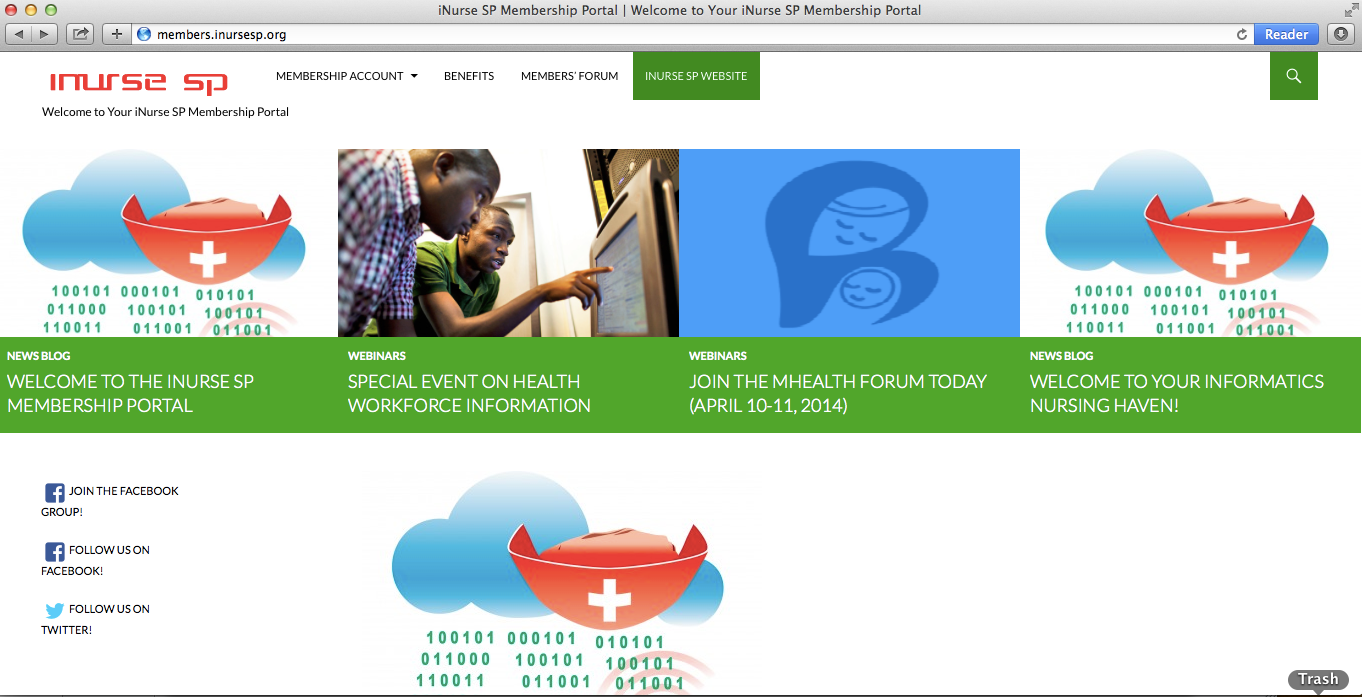 iNurse SP Membership Portal | Welcome to Your iNurse SP Membership Portal
members.inursesp.org
Reader
inurse sp
MEMBERSHIP ACCOUNT
BENEFITS
MEMBERS' FORUM
INURSE SP WEBSITE
Welcome to Your iNurse SP Membership Portal
100101 000101 010101
011000 100101 100101
110011 011001 011001
100101 000101 010101
011000 100101 100101
110011 011001 011001
NEWS BLOG
WELCOME TO THE INURSE SP
MEMBERSHIP PORTAL
WEBINARS
SPECIAL EVENT ON HEALTH
WORKFORCE INFORMATION
WEBINARS
JOIN THE MHEALTH FORUM TODAY
(APRIL 10-11, 2014)
NEWS BLOG
WELCOME TO YOUR INFORMATICS
NURSING HAVEN!
JOIN THE FACEBOOK
GROUP!
FOLLOW US ON
FACEBOOK!
FOLLOW US ON
TWITTER!
100101 000101 010101
011000 100101 100101
110011 011001 011001
Trash